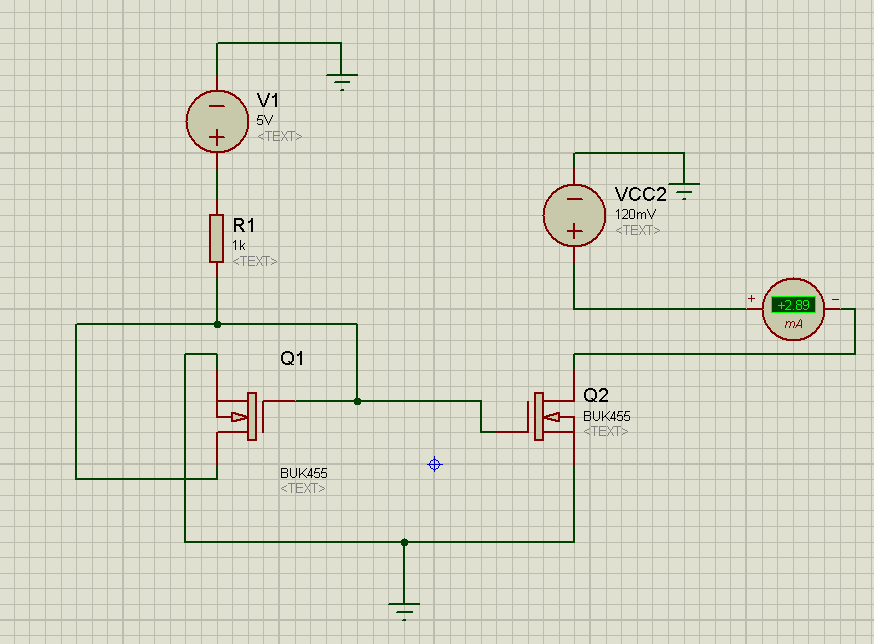 V1
5V
<TEXT>
VCC2
120mV
<TEXT>
R1
1k
<TEXT>
+
−
+2.89
mA
Q1
BUK455
<TEXT>
Q2
BUK455
<TEXT>